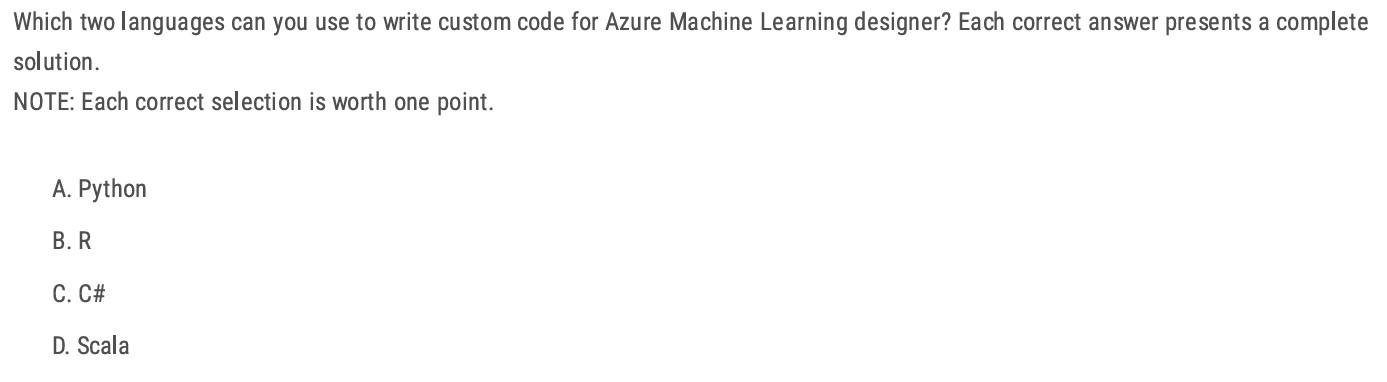 Which two languages can you use to write custom code for Azure Machine Learning designer? Each correct answer presents a complete
solution.
NOTE: Each correct selection is worth one point.
A. Python
B. R
C. C#
D. Scala